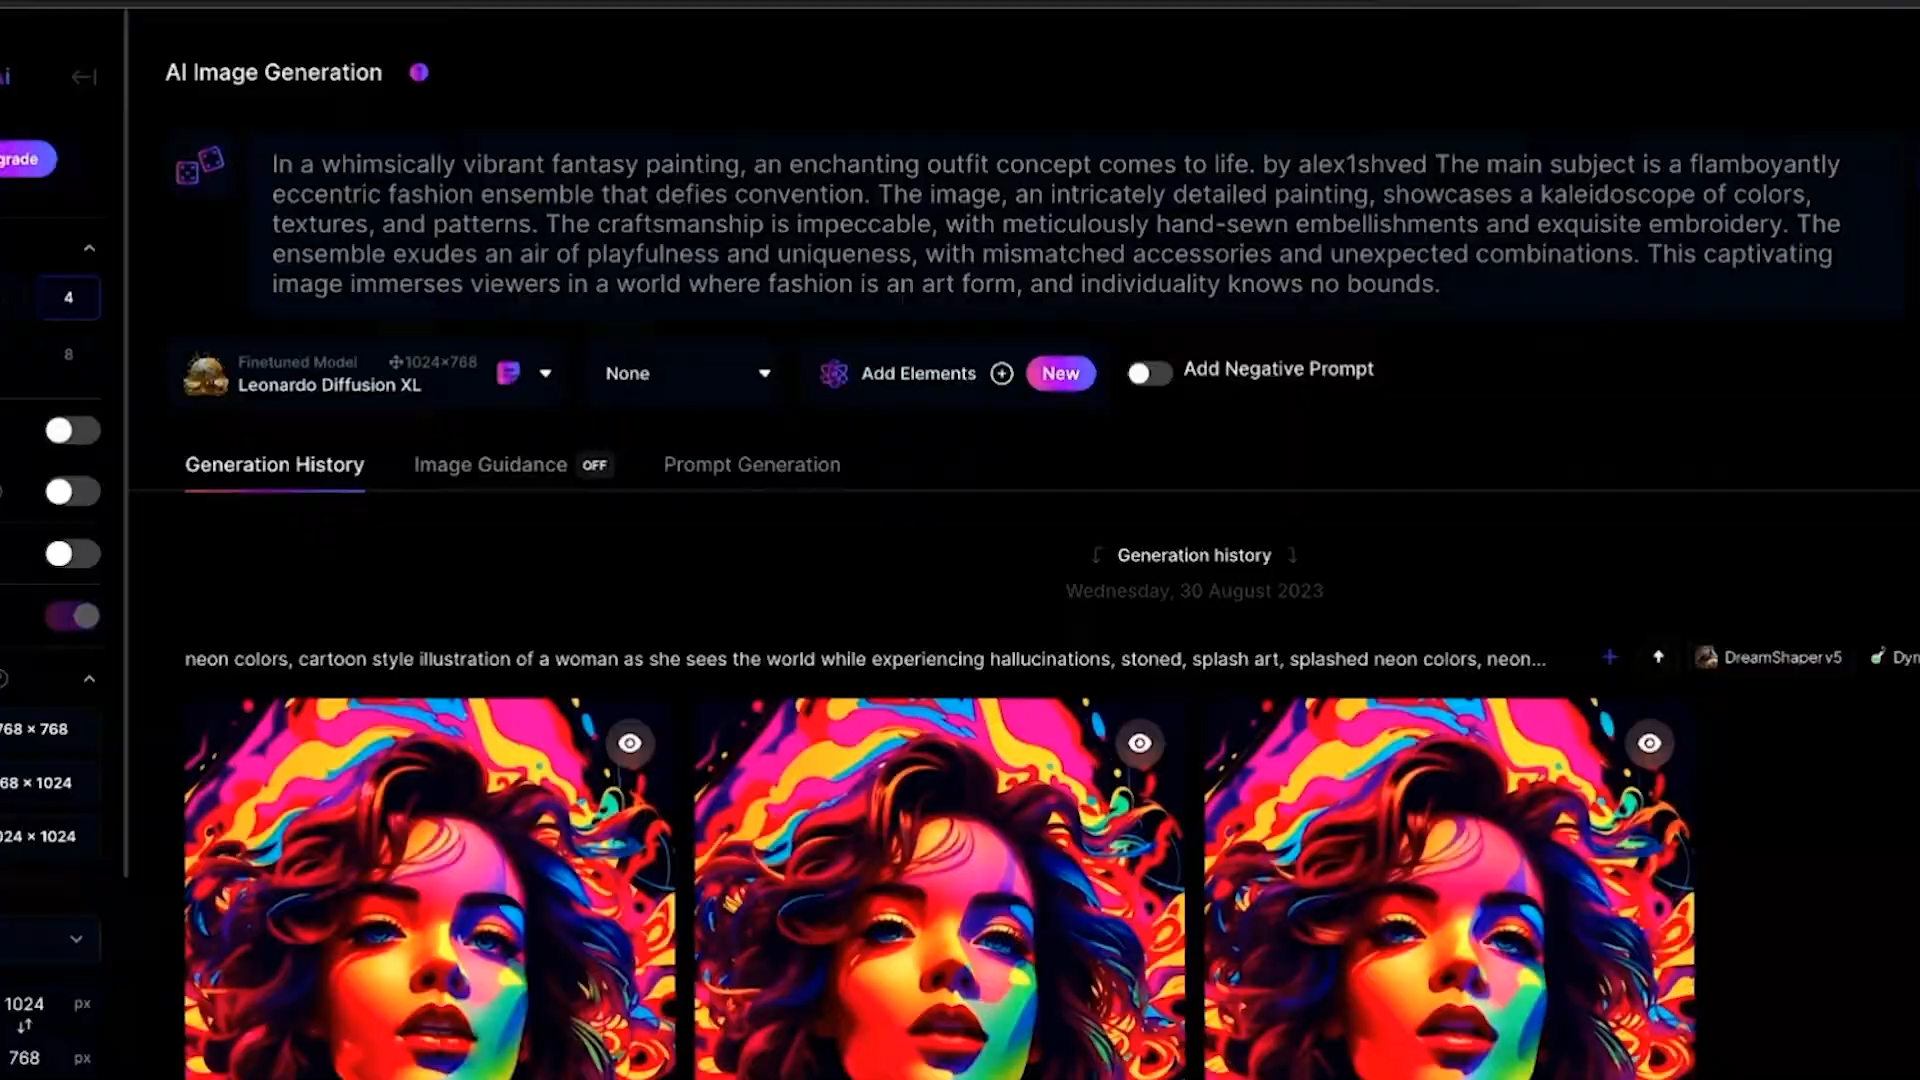 Ai
AI Image Generation
grade
In a whimsically vibrant fantasy painting, an enchanting outfit concept comes to life. by alex1shved The main subject is a flamboyantly
eccentric fashion ensemble that defies convention. The image, an intricately detailed painting, showcases a kaleidoscope of colors,
textures, and patterns. The craftsmanship is impeccable, with meticulously hand-sewn embellishments and exquisite embroidery. The
ensemble exudes an air of playfulness and uniqueness, with mismatched accessories and unexpected combinations. This captivating
image immerses viewers in a world where fashion is an art form, and individuality knows no bounds.
4
8
Finetuned Model 1024×768
Leonardo Diffusion XL
None
Add Elements
New
Add Negative Prompt
Generation History
Image Guidance OFF
Prompt Generation
Generation history
Wednesday, 30 August 2023
neon colors, cartoon style illustration of a woman as she sees the world while experiencing hallucinations, stoned, splash art, splashed neon colors, neon...
DreamShaper v5
Dyn
768 × 768
68 × 1024
024 × 1024
1024 px
768 px